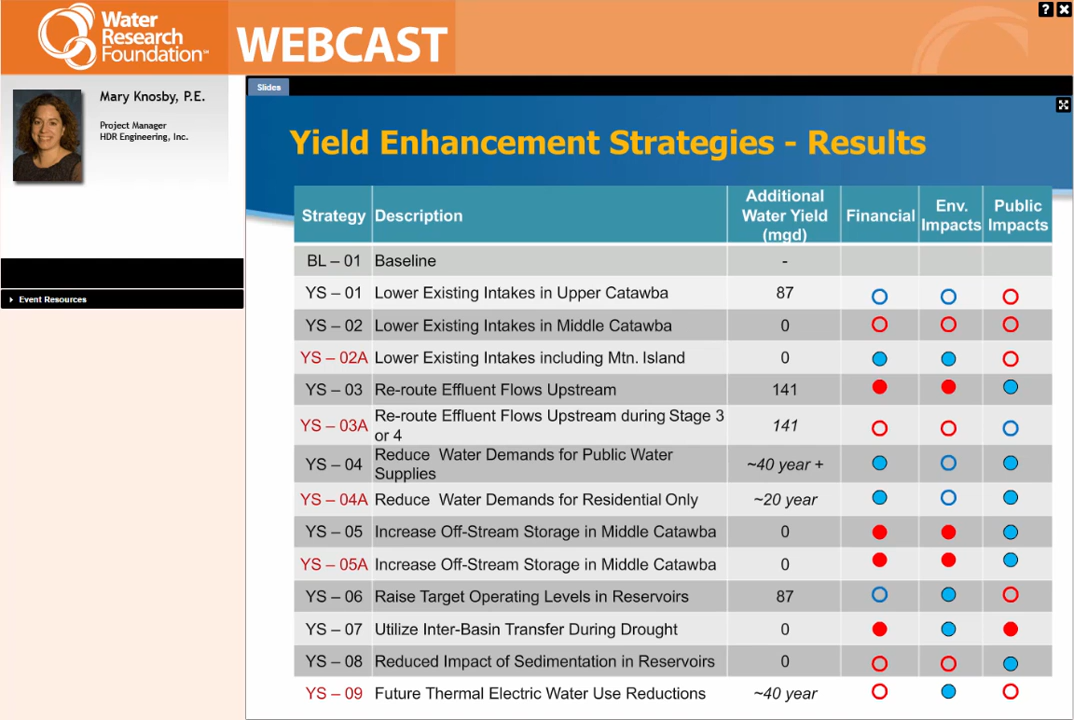 Water
Research
Foundation℠
WEBCAST
? ×
Mary Knosby, P.E.
Project Manager
HDR Engineering, Inc.
Event Resources
Slides
Yield Enhancement Strategies - Results
Strategy Description Additional Water Yield (mgd) Financial Env. Impacts Public Impacts
BL – 01 Baseline -
YS – 01 Lower Existing Intakes in Upper Catawba 87
YS – 02 Lower Existing Intakes in Middle Catawba 0
YS – 02A Lower Existing Intakes including Mtn. Island 0
YS – 03 Re-route Effluent Flows Upstream 141
YS – 03A Re-route Effluent Flows Upstream during Stage 3 or 4 141
YS – 04 Reduce Water Demands for Public Water Supplies ~40 year +
YS – 04A Reduce Water Demands for Residential Only ~20 year
YS – 05 Increase Off-Stream Storage in Middle Catawba 0
YS – 05A Increase Off-Stream Storage in Middle Catawba 0
YS – 06 Raise Target Operating Levels in Reservoirs 87
YS – 07 Utilize Inter-Basin Transfer During Drought 0
YS – 08 Reduced Impact of Sedimentation in Reservoirs 0
YS – 09 Future Thermal Electric Water Use Reductions ~40 year